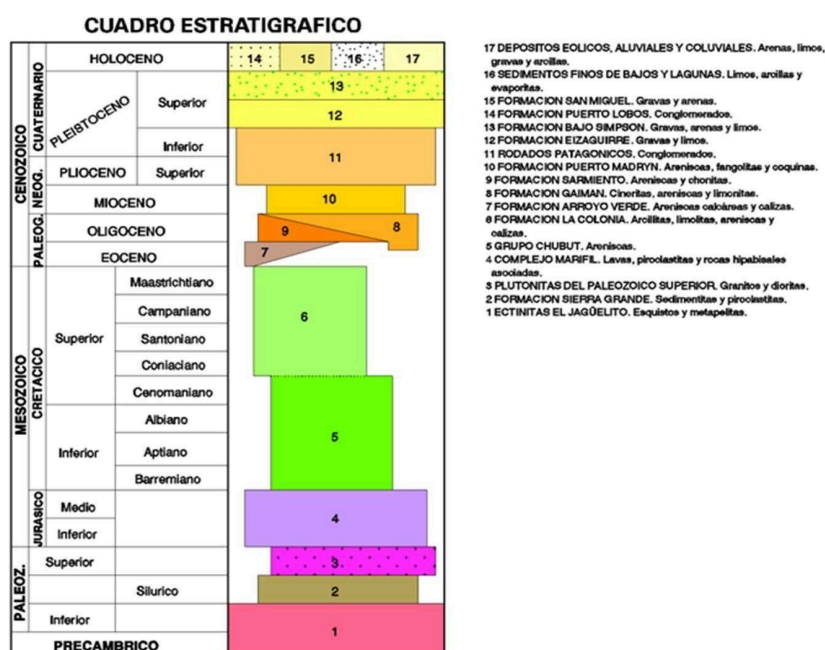 CUADRO ESTRATIGRAFICO
CENOZOICO
CUATERNARIO
HOLOCENO
14
15
16
17
PLEISTOCENO
Superior
13
12
Inferior
11
NEOG.
PLIOCENO
Superior
MIOCENO
10
PALEOG.
OLIGOCENO
9
8
EOCENO
7
MESOZOICO
CRETACICO
Superior
Maastrichtiano
Campaniano
6
Santoniano
Coniaciano
Cenomaniano
Inferior
Albiano
Aptiano
5
Barremiano
JURASICO
Medio
4
Inferior
PALEOZ.
Superior
3
Silurico
2
Inferior
1
PRECAMBRICO
17 DEPOSITOS EOLICOS, ALUVIALES Y COLUVIALES. Arenas, limos,
gravas y arcillas.
16 SEDIMENTOS FINOS DE BAJOS Y LAGUNAS. Limos, arcillas y
evaporitas.
15 FORMACION SAN MIGUEL. Gravas y arenas.
14 FORMACION PUERTO LOBOS. Conglomerados.
13 FORMACION BAJO SIMPSON. Gravas, arenas y limos.
12 FORMACION EIZAGUIRRE. Gravas y limos.
11 RODADOS PATAGONICOS. Conglomerados.
10 FORMACION PUERTO MADRYN. Areniscas, fangolitas y coquinas.
9 FORMACION SARMIENTO. Areniscas y chonitas.
8 FORMACION GAIMAN. Cineritas, areniscas y limonitas.
7 FORMACION ARROYO VERDE. Areniscas calcáreas y calizas.
6 FORMACION LA COLONIA. Arcillitas, limolitas, areniscas y
calizas.
5 GRUPO CHUBUT. Areniscas.
4 COMPLEJO MARIFIL. Lavas, piroclastitas y rocas hipabisales
asociadas.
3 PLUTONITAS DEL PALEOZOICO SUPERIOR. Granitos y dioritas.
2 FORMACION SIERRA GRANDE. Sedimentitas y piroclastitas.
1 ECTINITAS EL JAGÜELITO. Esquistos y metapelitas.